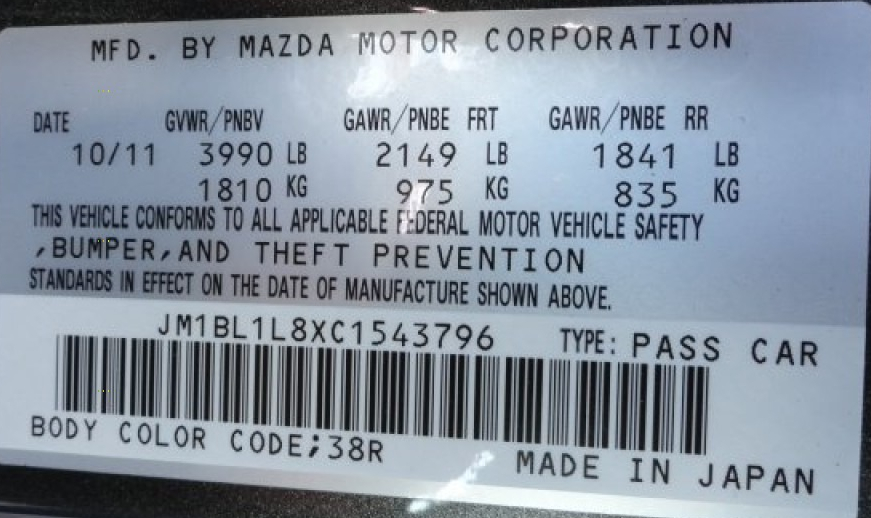 MFD. BY MAZDA MOTOR CORPORATION
DATE GVWR/PNBV GAWR/PNBE FRT GAWR/PNBE RR
10/11 3990 LB 2149 LB 1841 LB
1810 KG 975 KG 835 KG
THIS VEHICLE CONFORMS TO ALL APPLICABLE FEDERAL MOTOR VEHICLE SAFETY
,BUMPER,AND THEFT PREVENTION
STANDARDS IN EFFECT ON THE DATE OF MANUFACTURE SHOWN ABOVE.
JM1BL1L8XC1543796 TYPE: PASS CAR
BODY COLOR CODE;38R
MADE IN JAPAN